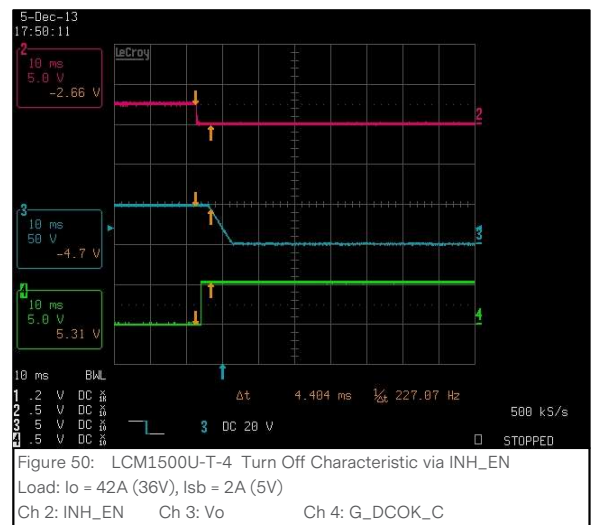 5-Dec-13
17:50:11
LeCroy
2
10 ms
5.0 V
-2.66 V
2
3
10 ms
50 V
-4.7 V
3
4
10 ms
5.0 V
5.31 V
4
10 ms BWL
1 .2 V DC
2 .5 V DC
3 5 V DC
4 .5 V DC
3 DC 20 V
Δt 4.404 ms 1/Δt 227.07 Hz
500 kS/s
STOPPED
Figure 50: LCM1500U-T-4 Turn Off Characteristic via INH_EN
Load: Io = 42A (36V), Isb = 2A (5V)
Ch 2: INH_EN Ch 3: Vo Ch 4: G_DCOK_C